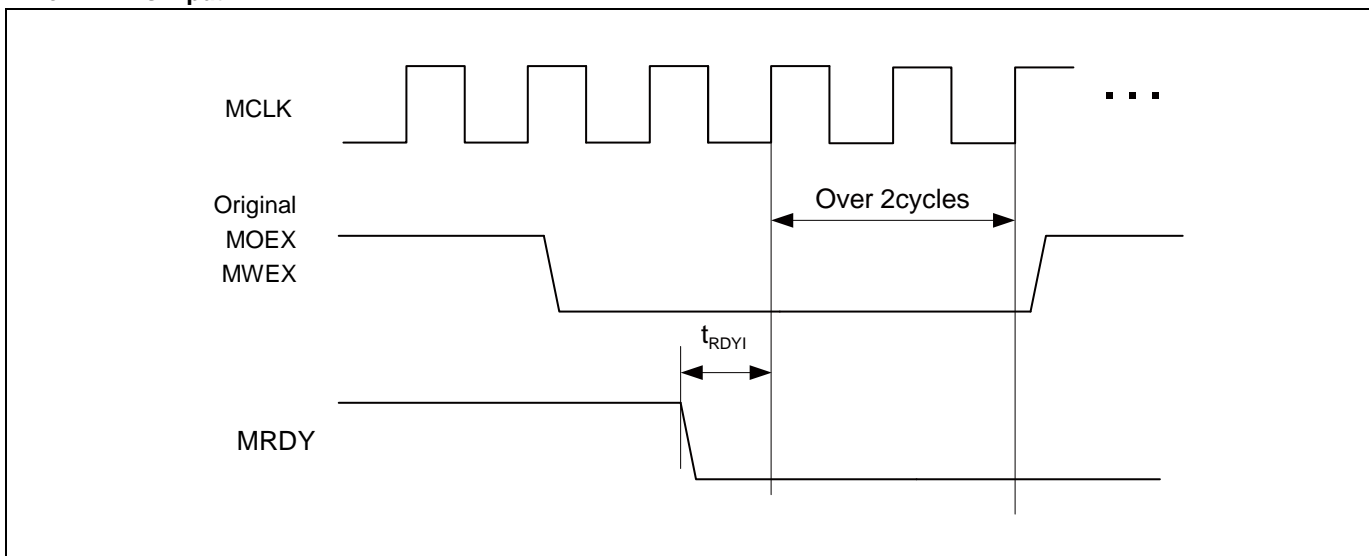 MCLK
. . .
Original
MOEX
MWEX
Over 2cycles
tRDYI
MRDY